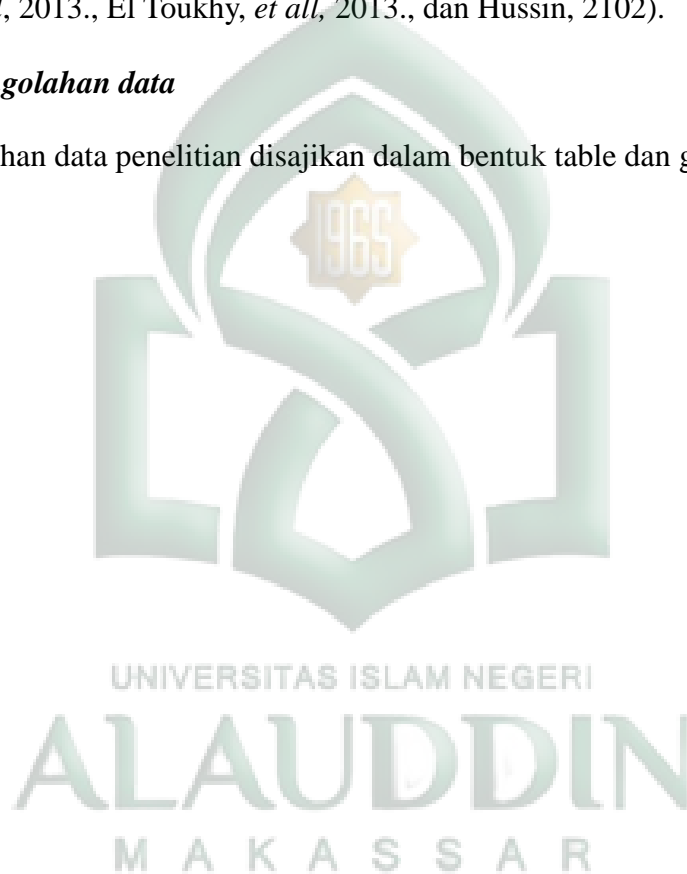 , 2013., El Toukhy, et all, 2013., dan Hussin, 2102).
golahan data
han data penelitian disajikan dalam bentuk table dan g
1965
UNIVERSITAS ISLAM NEGERI
ALAUDDIN
MAKASSAR